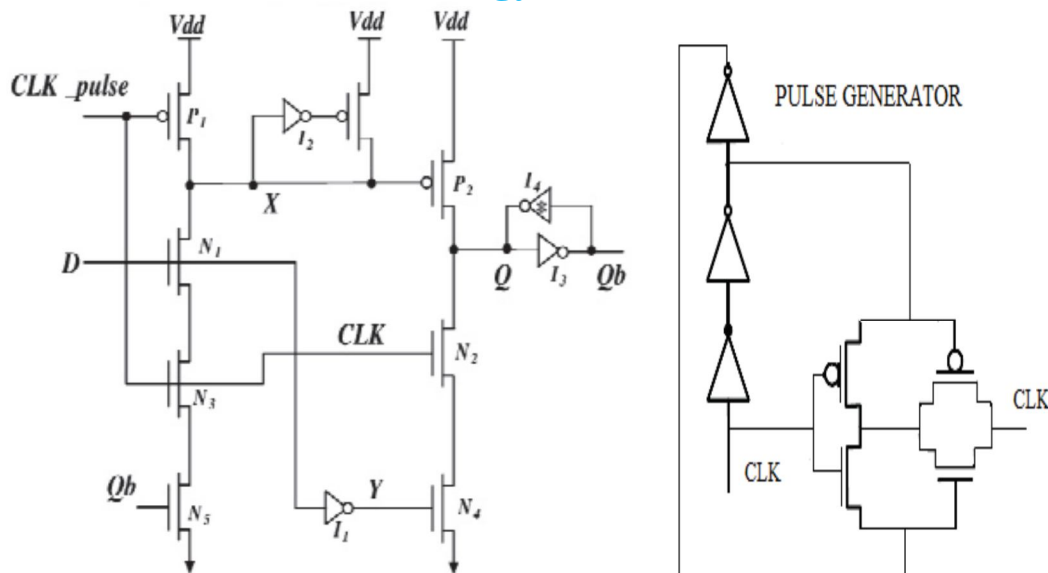 Vdd
Vdd
Vdd
CLK _pulse
P1
I2
X
P2
I4
Q
I3
Qb
D
N1
CLK
N2
N3
Qb
N5
I1
Y
N4
PULSE GENERATOR
CLK
CLK